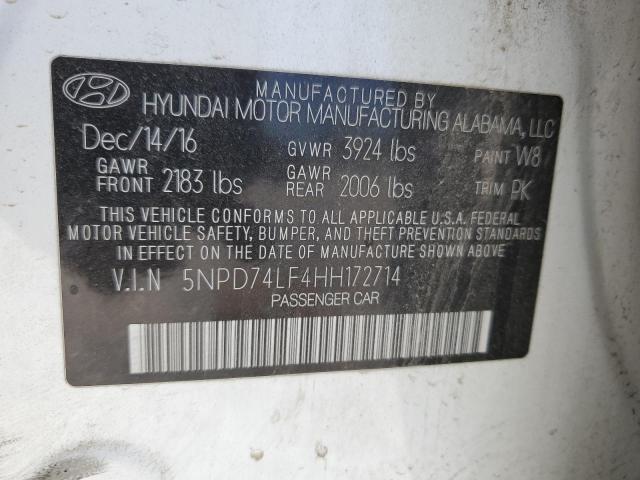 MANUFACTURED BY
HYUNDAI MOTOR MANUFACTURING ALABAMA, LLC
Dec/14/16 GVWR 3924 lbs PAINT W8
GAWR FRONT 2183 lbs GAWR REAR 2006 lbs TRIM PK
THIS VEHICLE CONFORMS TO ALL APPLICABLE U.S.A. FEDERAL
MOTOR VEHICLE SAFETY, BUMPER, AND THEFT PREVENTION STANDARDS
IN EFFECT ON THE DATE OF MANUFACTURE SHOWN ABOVE
V.I.N 5NPD74LF4HH172714
PASSENGER CAR